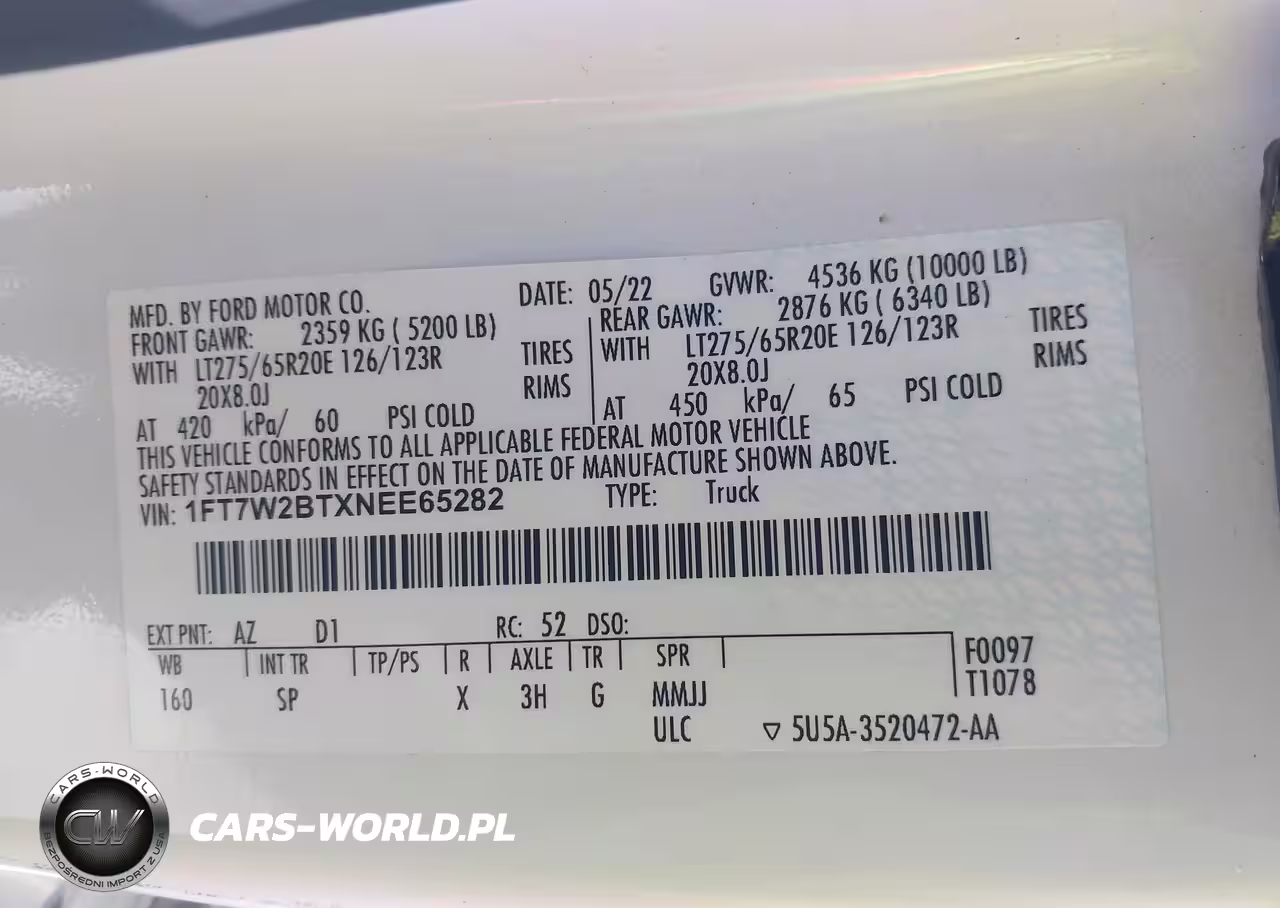 MFD. BY FORD MOTOR CO. DATE: 05/22 GVWR: 4536 KG (10000 LB)
FRONT GAWR: 2359 KG ( 5200 LB) REAR GAWR: 2876 KG ( 6340 LB)
WITH LT275/65R20E 126/123R TIRES WITH LT275/65R20E 126/123R TIRES
20X8.0J RIMS 20X8.0J RIMS
AT 420 kPa/ 60 PSI COLD AT 450 kPa/ 65 PSI COLD
THIS VEHICLE CONFORMS TO ALL APPLICABLE FEDERAL MOTOR VEHICLE
SAFETY STANDARDS IN EFFECT ON THE DATE OF MANUFACTURE SHOWN ABOVE.
VIN: 1FT7W2BTXNEE65282 TYPE: Truck
EXT PNT: AZ D1 RC: 52 DSO:
WB INT TR TP/PS R AXLE TR SPR F0097
160 SP X 3H G MMJJ T1078
ULC ▽ 5U5A-3520472-AA
CARS-WORLD
CW
BEZPOŚREDNI IMPORT Z USA
CARS-WORLD.PL